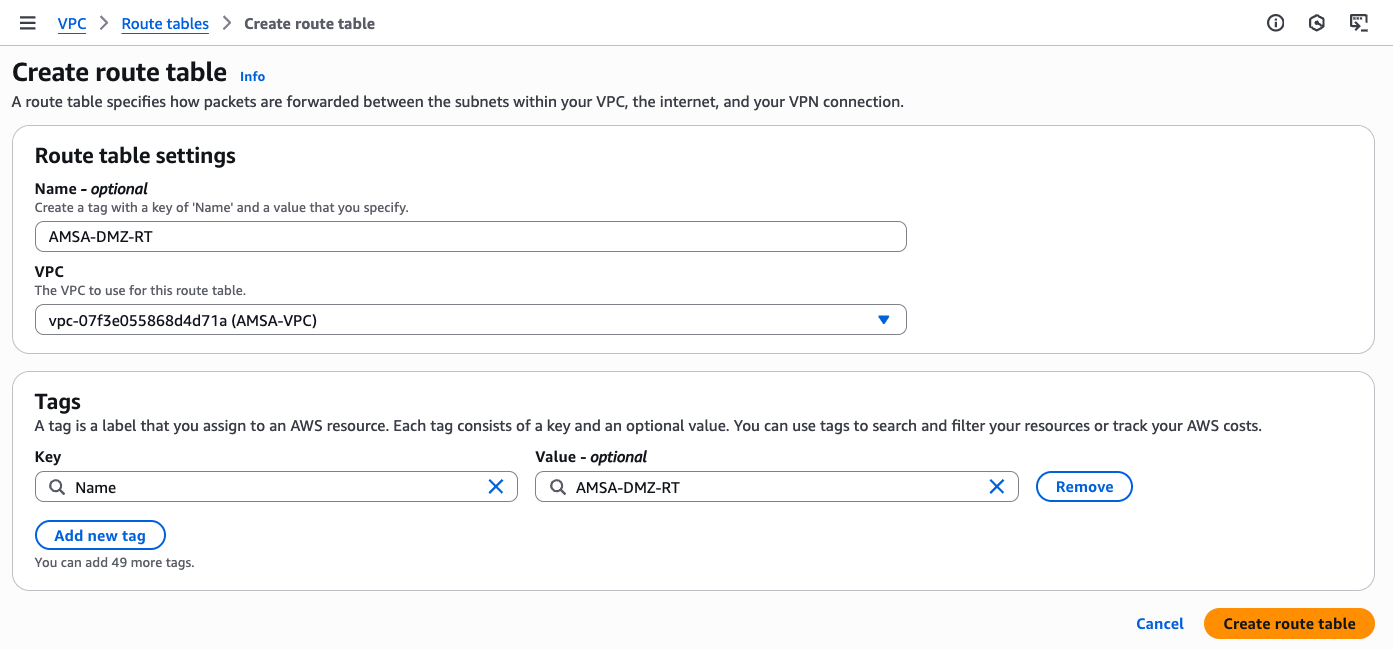 VPC > Route tables > Create route table
Create route table Info
A route table specifies how packets are forwarded between the subnets within your VPC, the internet, and your VPN connection.
Route table settings
Name - optional
Create a tag with a key of 'Name' and a value that you specify.
AMSA-DMZ-RT
VPC
The VPC to use for this route table.
vpc-07f3e055868d4d71a (AMSA-VPC)
Tags
A tag is a label that you assign to an AWS resource. Each tag consists of a key and an optional value. You can use tags to search and filter your resources or track your AWS costs.
Key Value - optional
Name AMSA-DMZ-RT Remove
Add new tag
You can add 49 more tags.
Cancel Create route table